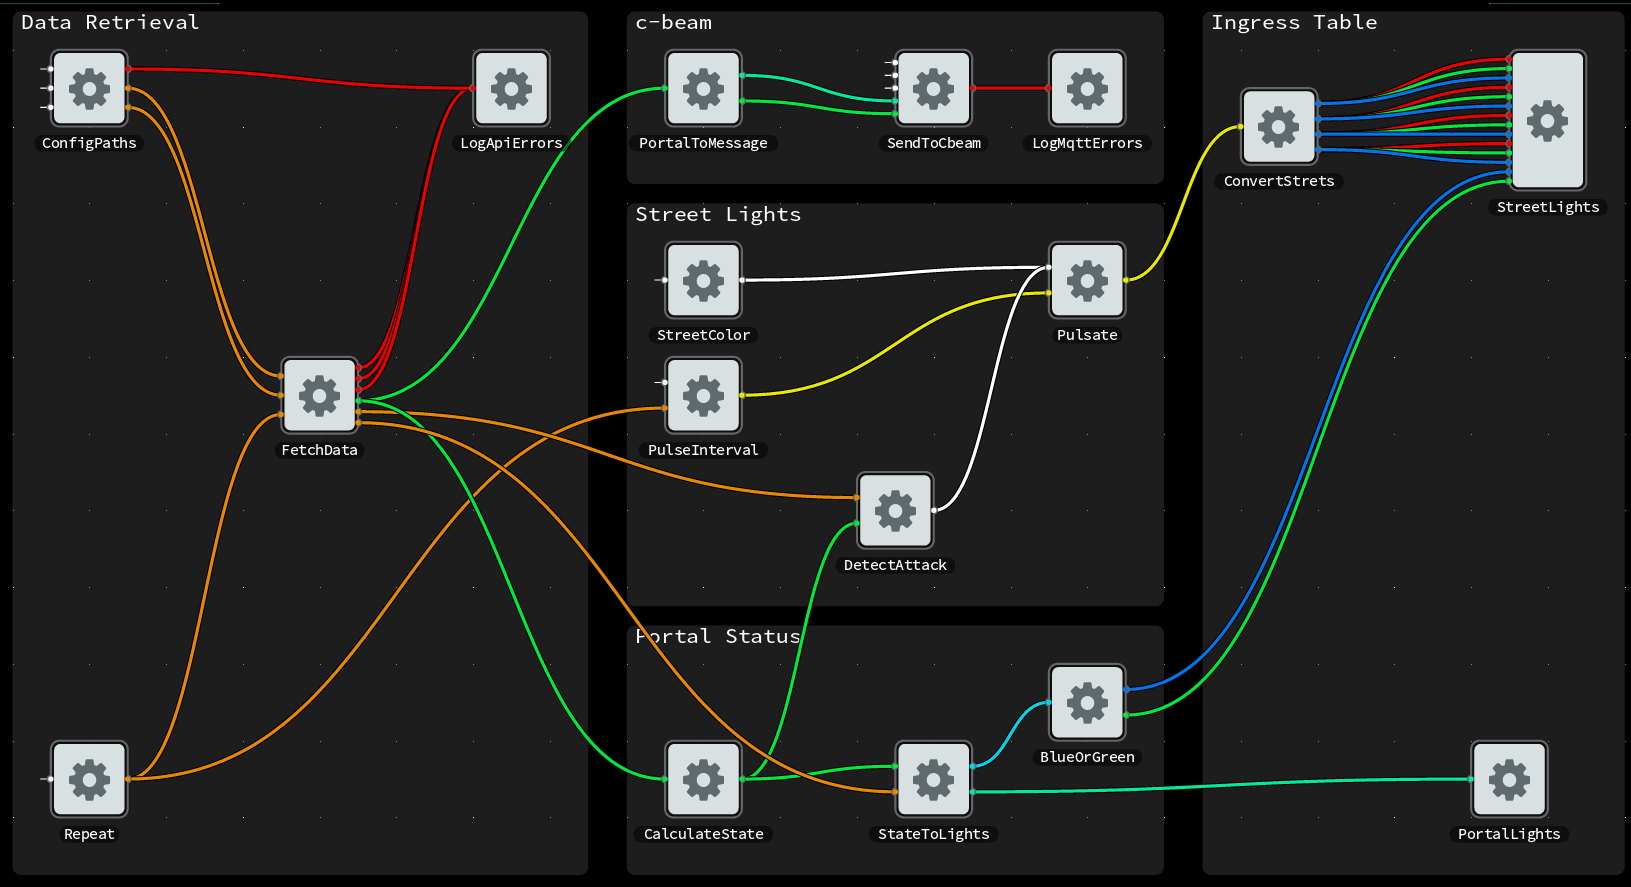 Data Retrieval
ConfigPaths
LogApiErrors
FetchData
Repeat
c-beam
PortalToMessage
SendToCbeam
LogMqttErrors
Street Lights
StreetColor
Pulsate
PulseInterval
DetectAttack
Portal Status
BlueOrGreen
CalculateState
StateToLights
Ingress Table
ConvertStrets
StreetLights
PortalLights